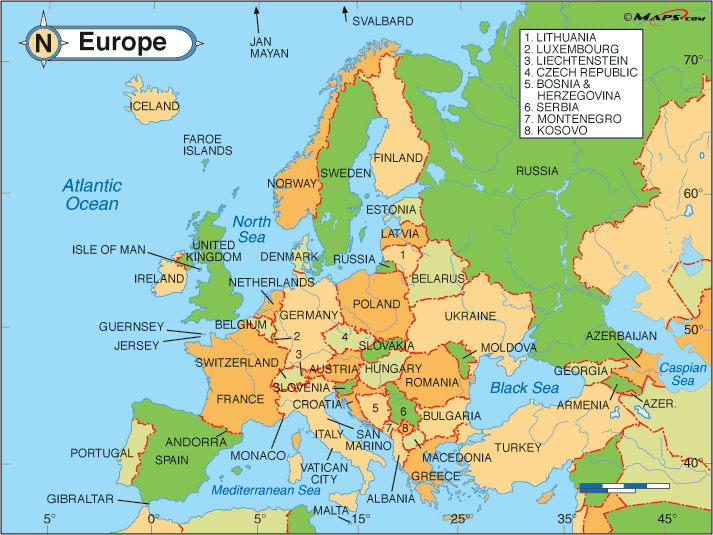 SVALBARD
JAN
MAYAN
N
Europe
©MAPS.COM
1. LITHUANIA
2. LUXEMBOURG
3. LIECHTENSTEIN
4. CZECH REPUBLIC
5. BOSNIA &
HERZEGOVINA
6. SERBIA
7. MONTENEGRO
8. KOSOVO
70°
ICELAND
FAROE
ISLANDS
FINLAND
SWEDEN
RUSSIA
NORWAY
Atlantic
Ocean
60°
ESTONIA
North
Sea
LATVIA
ISLE OF MAN
UNITED
KINGDOM
DENMARK
RUSSIA
1
IRELAND
NETHERLANDS
BELARUS
POLAND
GERMANY
UKRAINE
GUERNSEY
BELGIUM
50°
JERSEY
2
4
SLOVAKIA
MOLDOVA
AZERBAIJAN
SWITZERLAND
3
AUSTRIA
HUNGARY
GEORGIA
Caspian
Sea
SLOVENIA
ROMANIA
Black Sea
FRANCE
CROATIA
5
6
ARMENIA
AZER.
BULGARIA
ANDORRA
ITALY
SAN
MARINO
7
8
TURKEY
PORTUGAL
SPAIN
MONACO
MACEDONIA
VATICAN
CITY
GREECE
40°
GIBRALTAR
Mediterranean Sea
ALBANIA
MALTA
5°
0°
5°
15°
25°
35°
45°